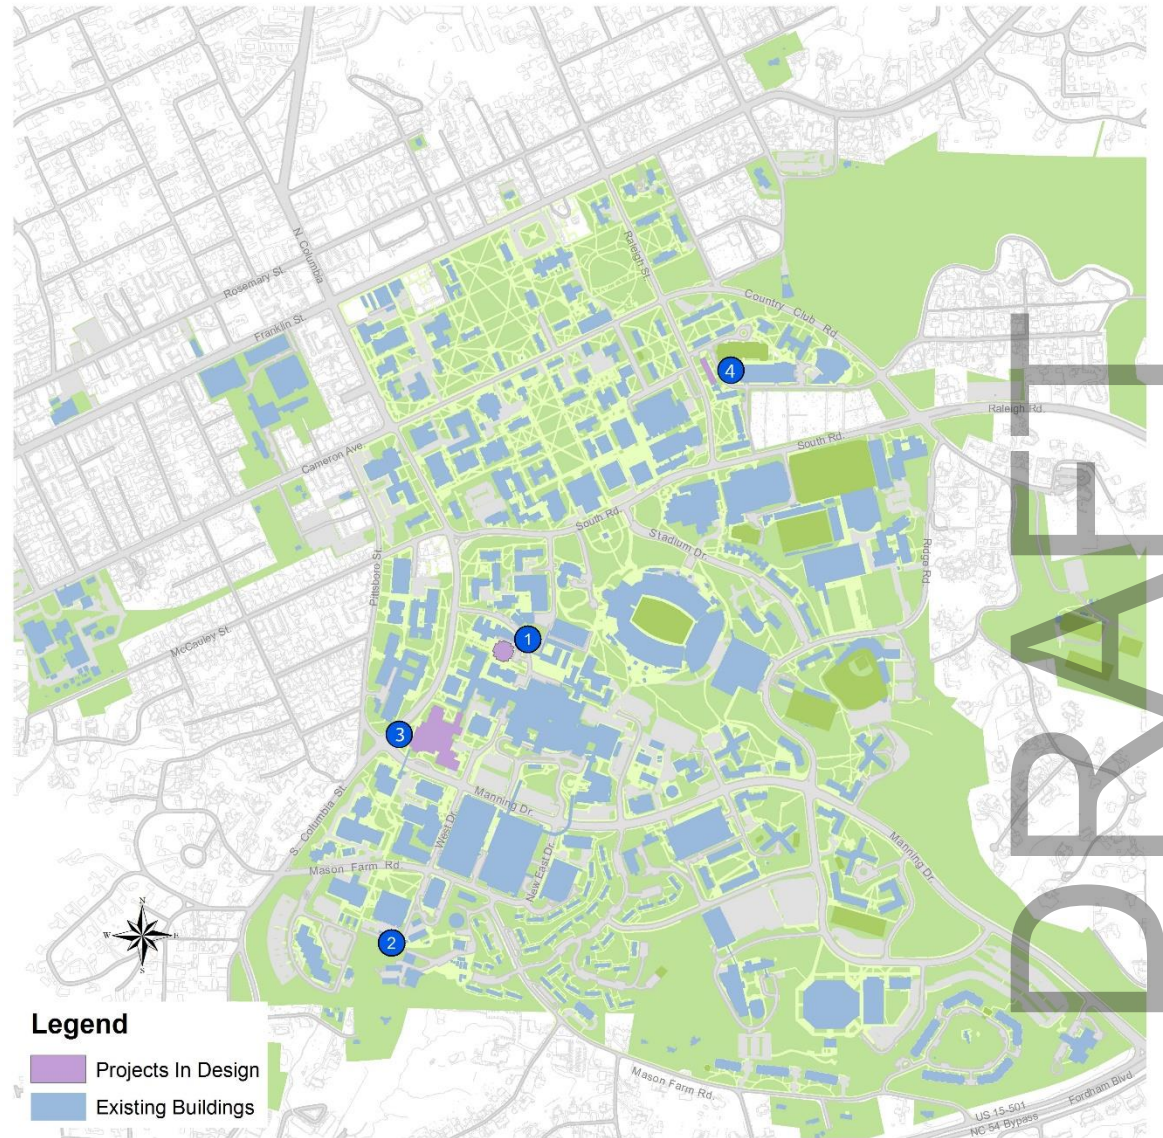 N. Columbia
Rosemary St.
Franklin St.
Raleigh St.
Country Club Rd.
4
Raleigh Rd.
South Rd.
Cameron Ave.
South Rd.
Stadium Dr.
Ridge Rd.
Pittsboro St.
McCauley St.
1
3
Manning Dr.
S. Columbia St.
West Dr.
New East Dr.
Mason Farm Rd.
Manning Dr.
N
W E
S
2
Legend
Projects In Design
Existing Buildings
Mason Farm Rd.
US 15-501
NC 54 Bypass
Fordham Blvd.
DRAFT